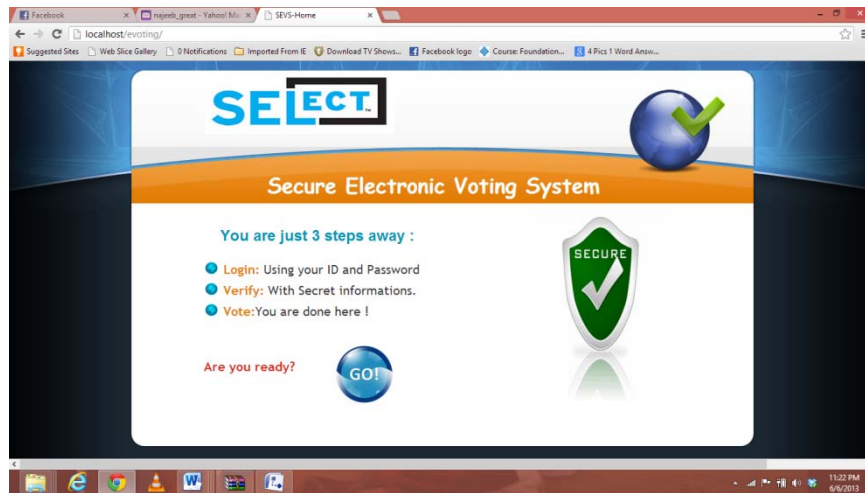 Facebook
najeeb_great - Yahoo! Ma
SEVS-Home
localhost/evoting/
Suggested Sites
Web Slice Gallery
0 Notifications
Imported From IE
Download TV Shows...
Facebook logo
Course: Foundation...
4 Pics 1 Word Answ...
SELECT
Secure Electronic Voting System
You are just 3 steps away :
Login: Using your ID and Password
Verify: With Secret informations.
Vote:You are done here !
SECURE
Are you ready?
GO!
11:22 PM
6/6/2013